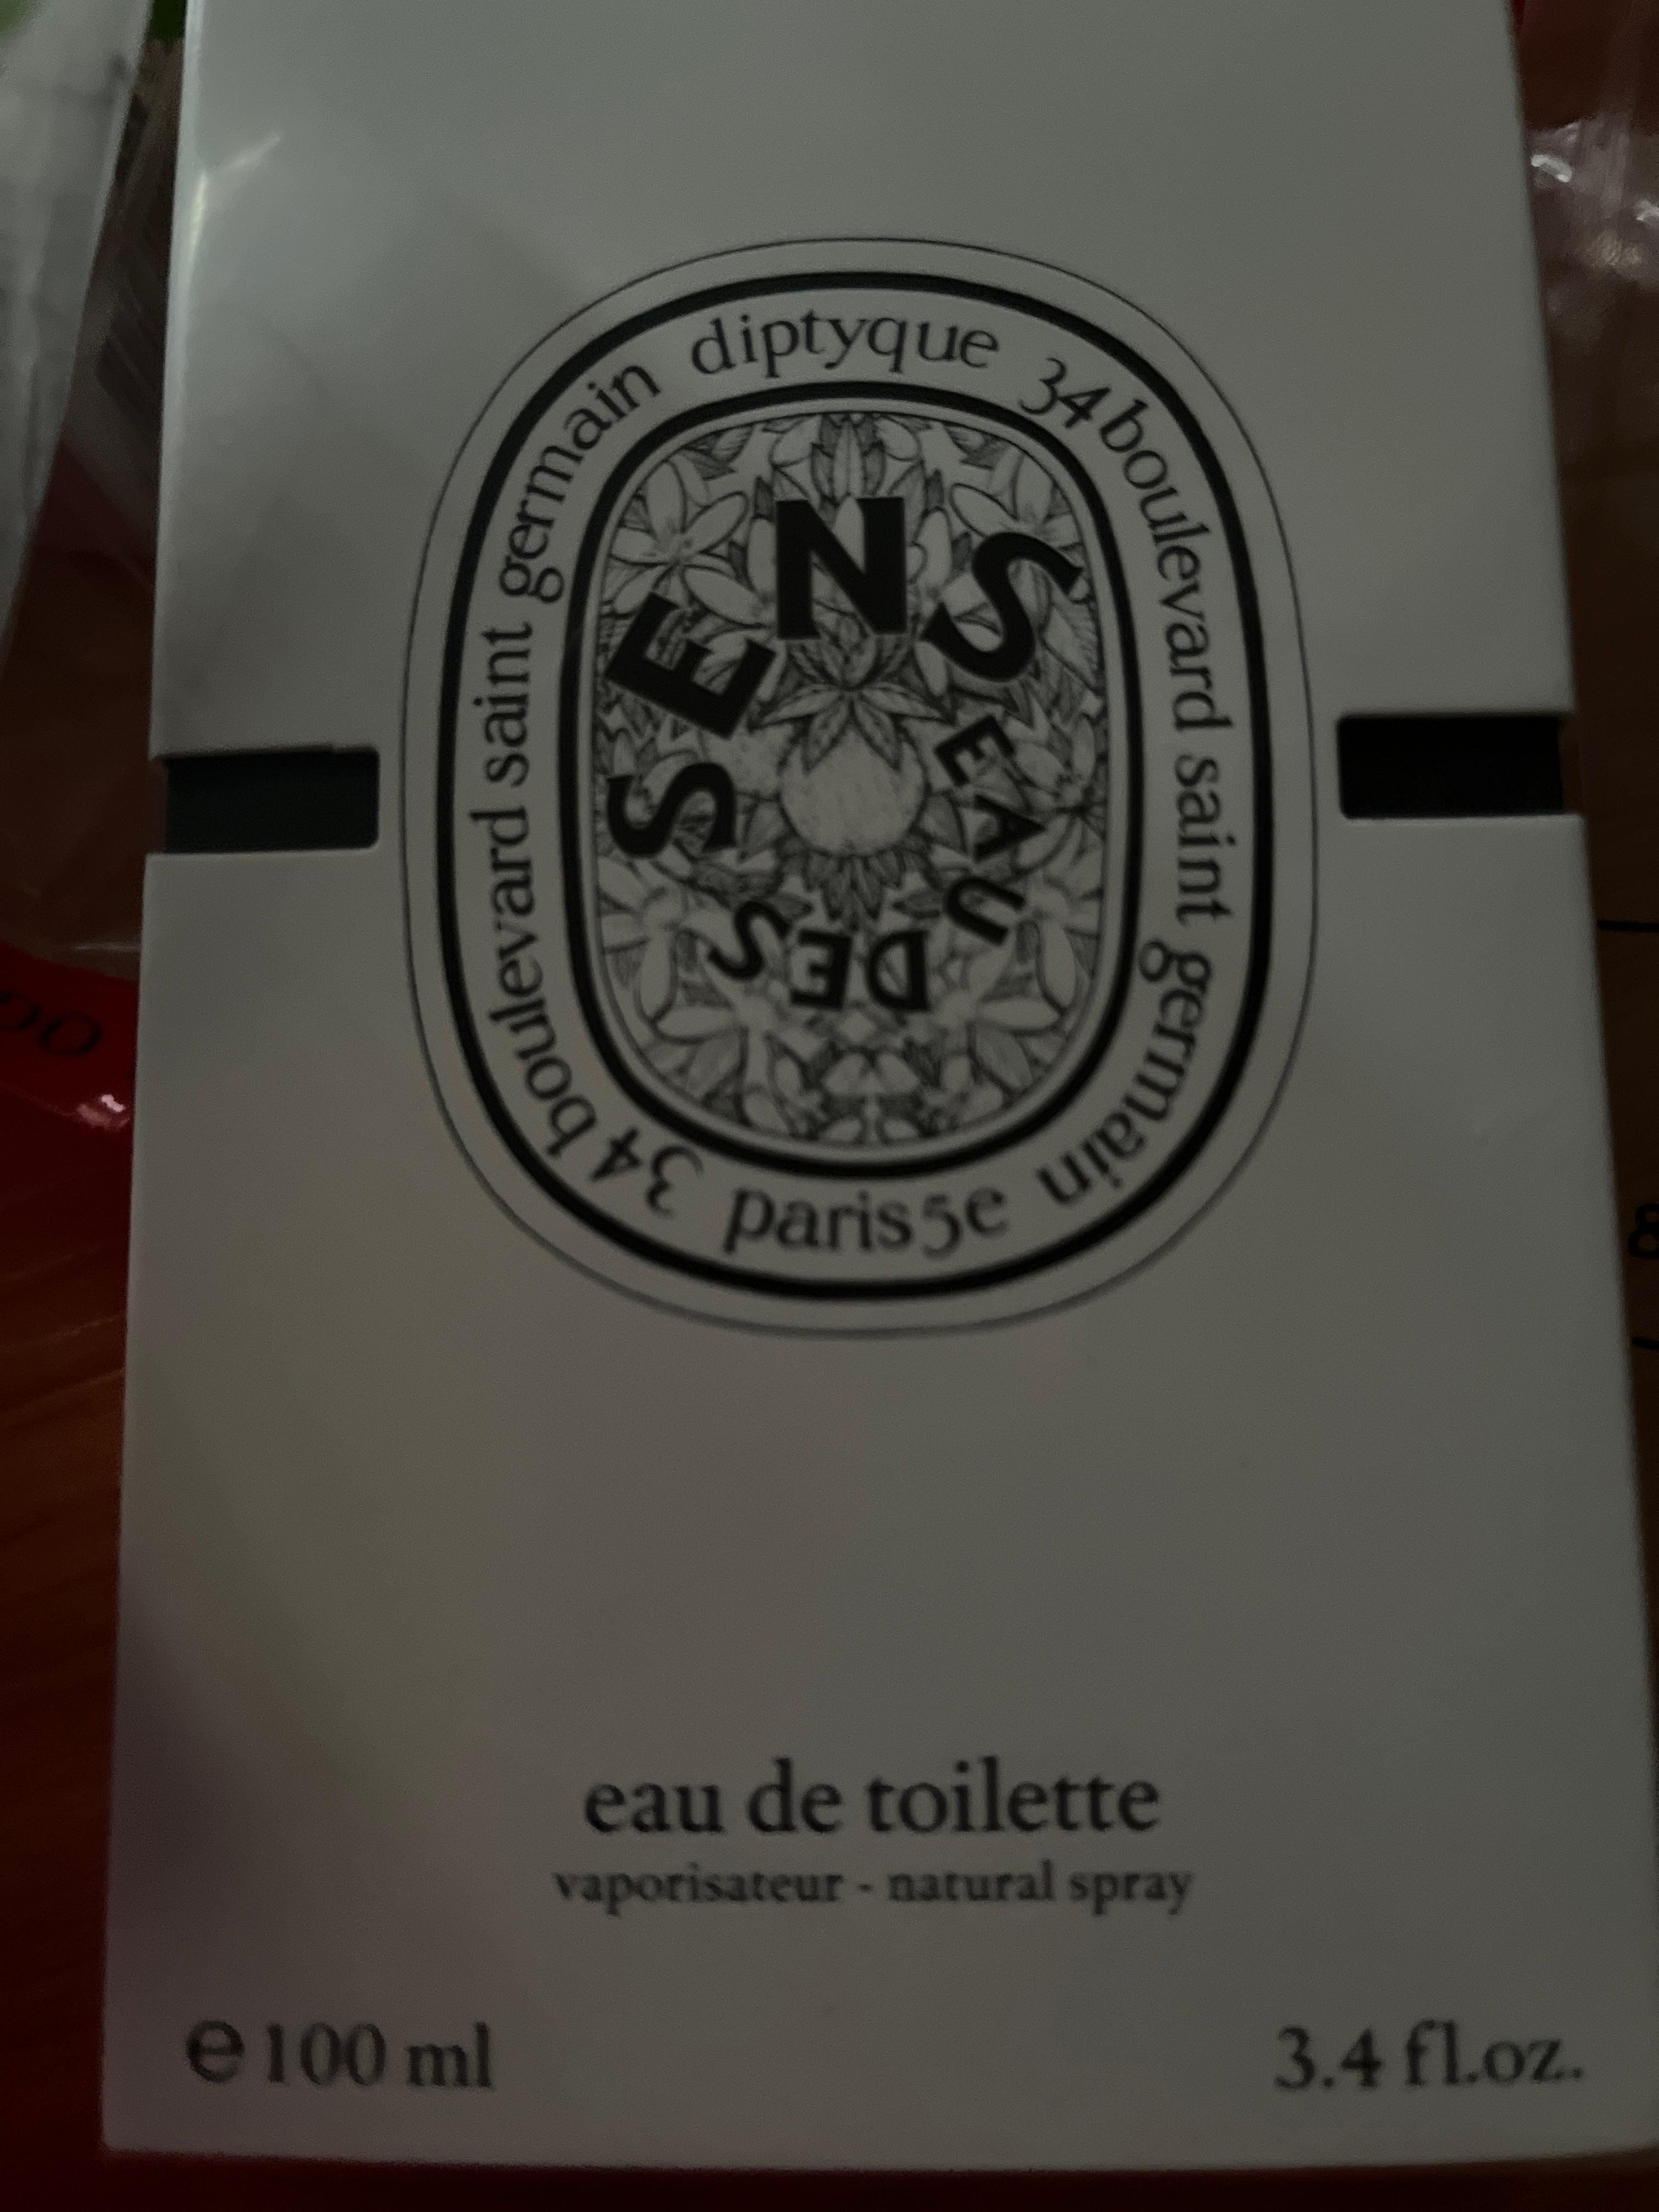 diptyque 34 boulevard saint germain
paris 5e
34 boulevard saint germain
EAU
DES
SENS
eau de toilette
vaporisateur - natural spray
e 100 ml
3.4 fl.oz.